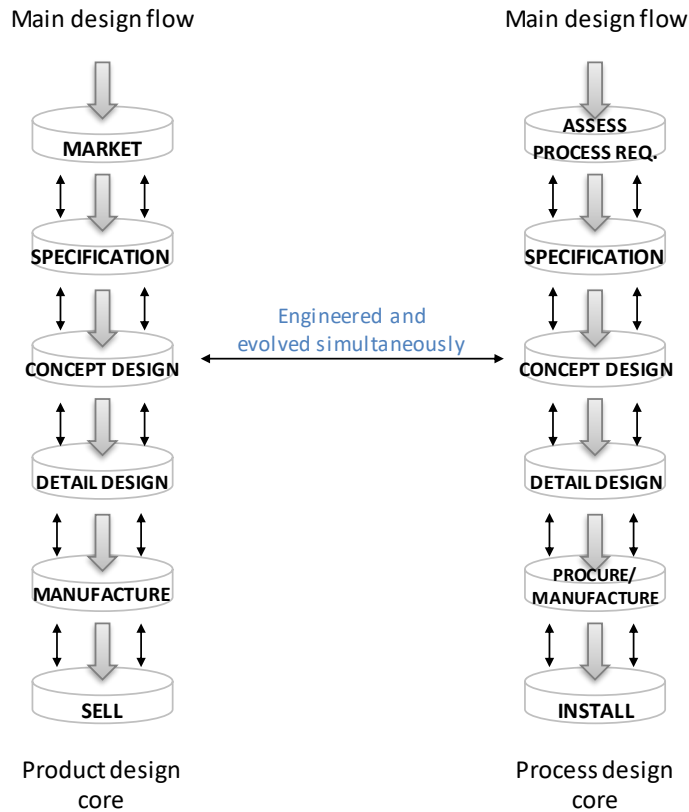 Main design flow
MARKET
SPECIFICATION
CONCEPT DESIGN
DETAIL DESIGN
MANUFACTURE
SELL
Product design
core
Engineered and
evolved simultaneously
Main design flow
ASSESS
PROCESS REQ.
SPECIFICATION
CONCEPT DESIGN
DETAIL DESIGN
PROCURE/
MANUFACTURE
INSTALL
Process design
core